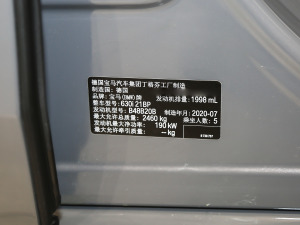 德国宝马汽车集团丁格芬工厂制造
制造国：德国
品牌：宝马(BMW)牌 发动机排量：1998 mL
整车型号：630i 21BP
发动机型号：B48B20B 制造年月：2020-07
最大允许总质量：2460 kg 乘坐人数：5
发动机最大净功率：190 kW
最大允许牵引质量：—kg